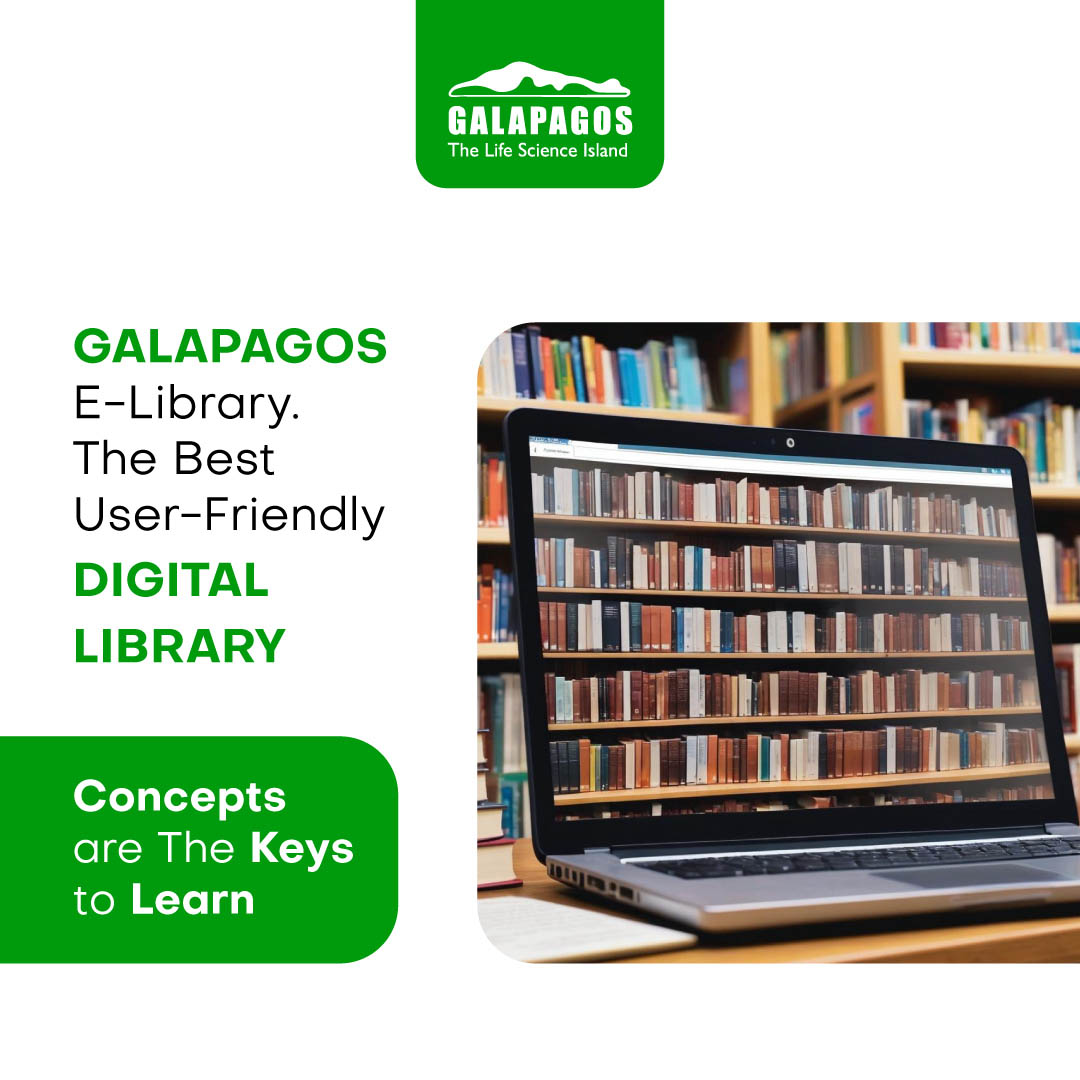 GALAPAGOS
The Life Science Island
GALAPAGOS
E-Library.
The Best
User-Friendly
DIGITAL
LIBRARY
Concepts
are The Keys
to Learn